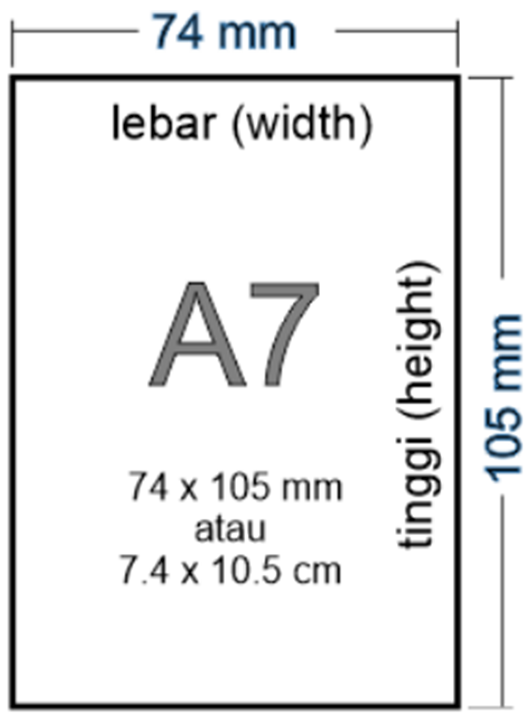 74 mm
lebar (width)
A7
tinggi (height)
105 mm
74 x 105 mm
atau
7.4 x 10.5 cm